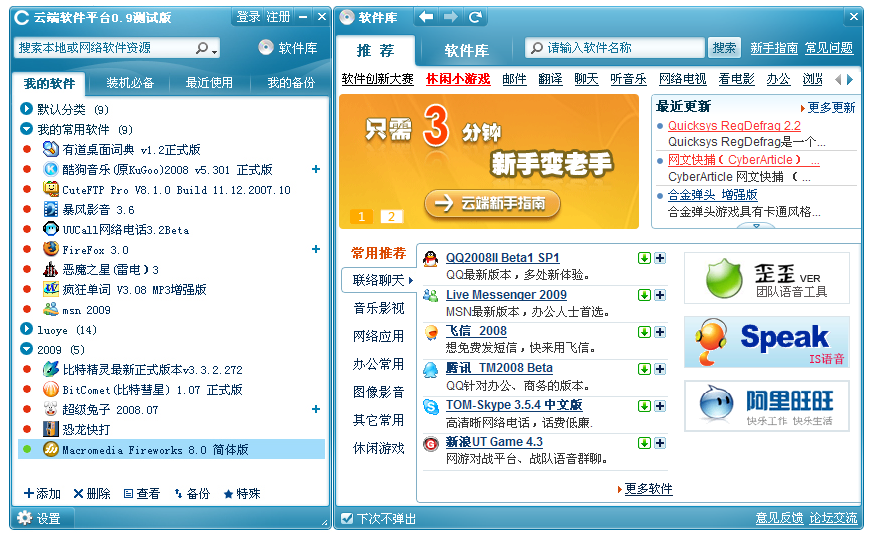 云端软件平台0.9测试版
登录 注册
搜索本地或网络软件资源
软件库
我的软件 装机必备 最近使用 我的备份
默认分类 (9)
我的常用软件 (9)
有道桌面词典 v1.2正式版
酷狗音乐(原KuGoo)2008 v5.301 正式版
CuteFTP Pro V8.1.0 Build 11.12.2007.10
暴风影音 3.6
UUCall网络电话3.2Beta
FireFox 3.0
恶魔之星(雷电)3
疯狂单词 V3.08 MP3增强版
msn 2009
luoye (14)
2009 (5)
比特精灵最新正式版本v3.3.2.272
BitComet(比特彗星) 1.07 正式版
超级兔子 2008.07
恐龙快打
Macromedia Fireworks 8.0 简体版
添加 删除 查看 备份 特殊
设置
软件库
推荐 软件库
请输入软件名称
搜索
新手指南 常见问题
软件创新大赛 休闲小游戏 邮件 翻译 聊天 听音乐 网络电视 看电影 办公 浏览
只需3分钟
新手变老手
云端新手指南
1 2
最近更新
更多更新
Quicksys RegDefrag 2.2
Quicksys RegDefrag是一个...
网文快捕（CyberArticle） ...
CyberArticle 网文快捕 （ ...
合金弹头 增强版
合金弹头游戏具有卡通风格...
常用推荐
联络聊天
音乐影视
网络应用
办公常用
图像影音
其它常用
休闲游戏
QQ2008II Beta1 SP1
QQ最新版本，多处新体验。
Live Messenger 2009
MSN最新版本，办公人士首选。
飞信 2008
想免费发短信，快来用飞信。
腾讯 TM2008 Beta
QQ针对办公、商务的版本。
TOM-Skype 3.5.4 中文版
高清晰网络电话，话费低廉.
新浪UT Game 4.3
网游对战平台、战队语音群聊。
更多软件
歪歪 VER
团队语音工具
Speak
IS语音
阿里旺旺
快乐工作 快乐生活
下次不弹出
意见反馈 论坛交流